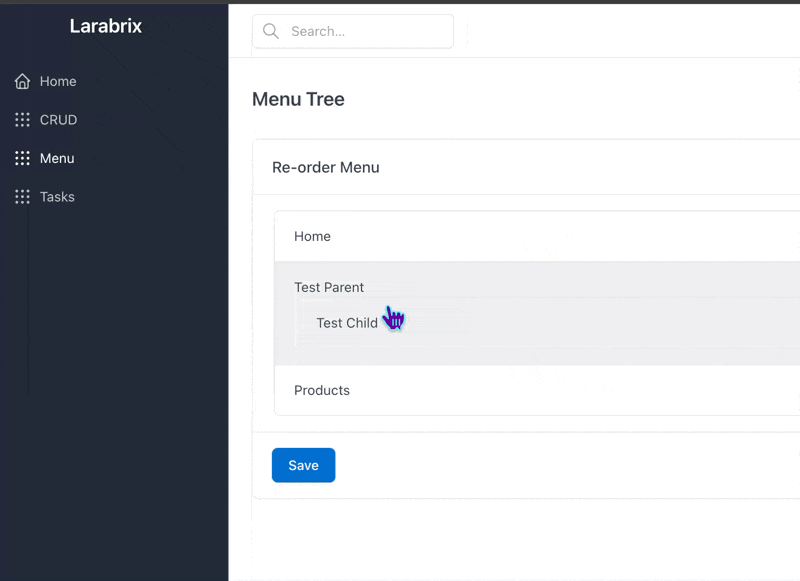 Larabrix
Home
CRUD
Menu
Tasks
Search...
Menu Tree
Re-order Menu
Home
Test Parent
Test Child
Products
Save